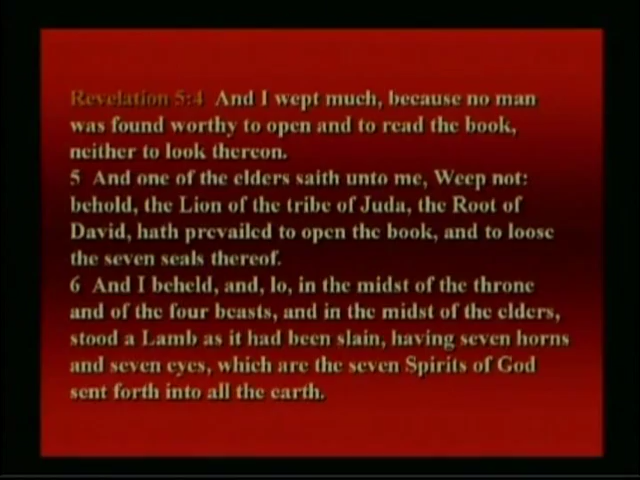 Revelation 5:4 And I wept much, because no man
was found worthy to open and to read the book,
neither to look thereon.
5 And one of the elders saith unto me, Weep not:
behold, the Lion of the tribe of Juda, the Root of
David, hath prevailed to open the book, and to loose
the seven seals thereof.
6 And I beheld, and, lo, in the midst of the throne
and of the four beasts, and in the midst of the elders,
stood a Lamb as it had been slain, having seven horns
and seven eyes, which are the seven Spirits of God
sent forth into all the earth.